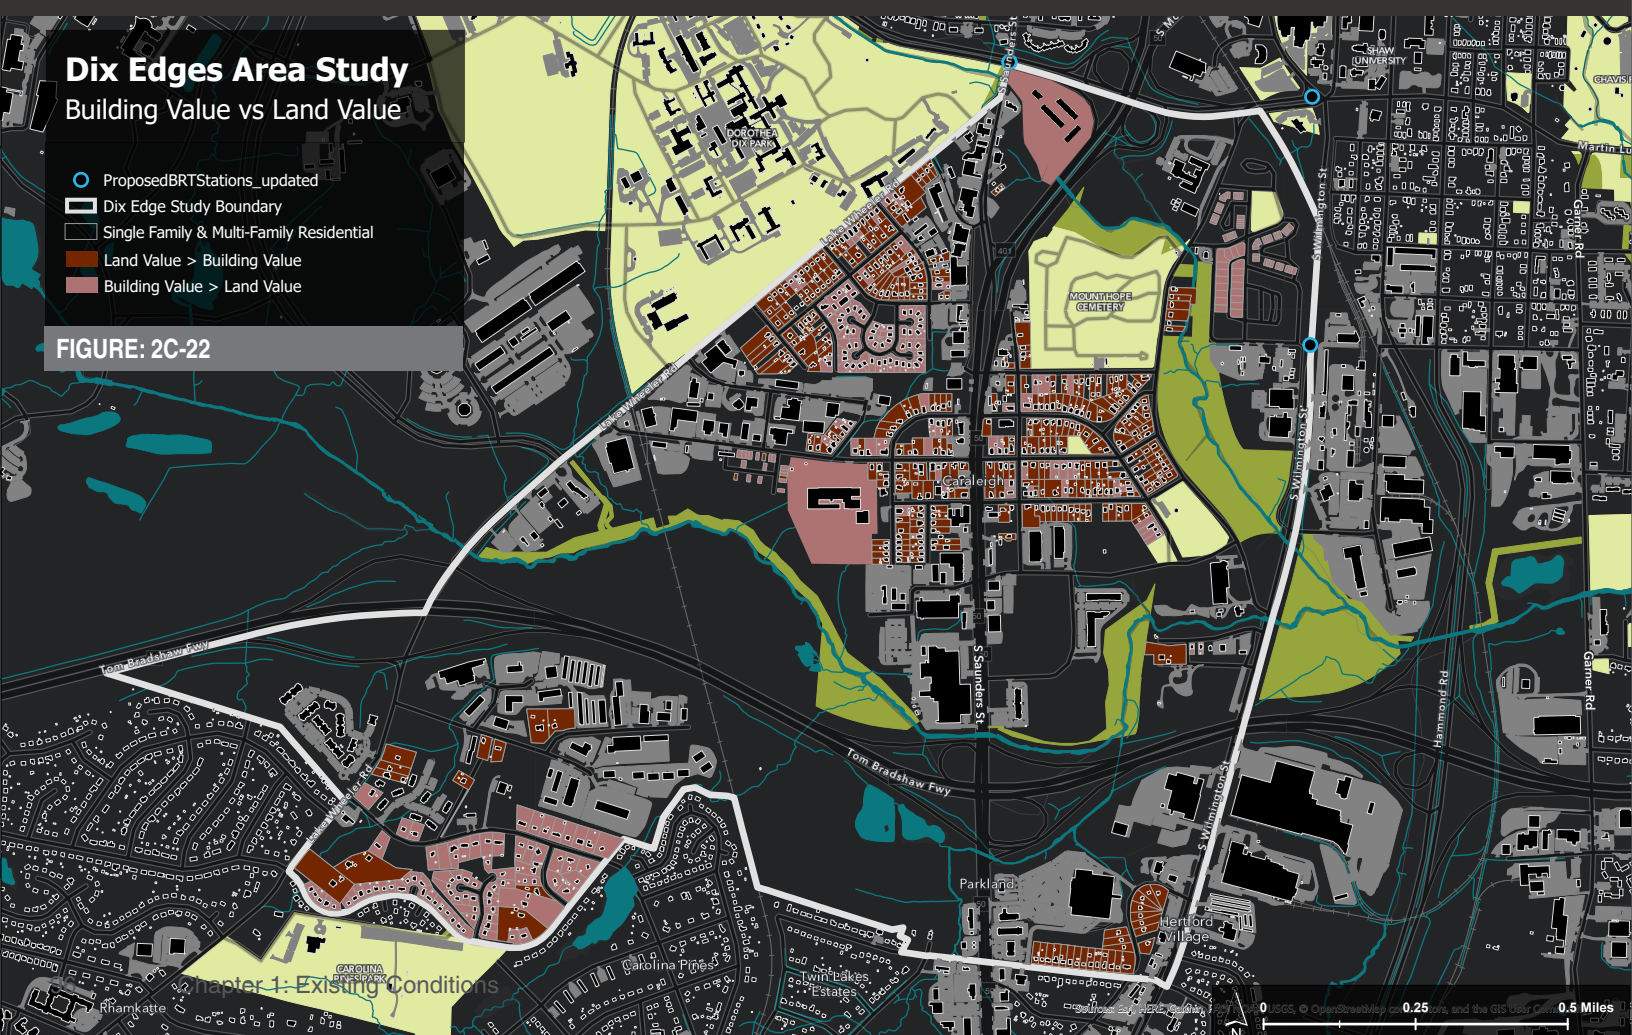 Dix Edges Area Study
Building Value vs Land Value
ProposedBRTStations_updated
Dix Edge Study Boundary
Single Family & Multi-Family Residential
Land Value > Building Value
Building Value > Land Value
FIGURE: 2C-22
DOROTHEA
DIX PARK
SHAW
UNIVERSITY
Martin Lu
S Wilmington St
Garner Rd
401
Lake Wheeler Rd
MOUNT HOPE
CEMETERY
Lake Wheeler Rd
S Wilmington St
50
Caraleigh
50
Tom Bradshaw Fwy
S Saunders St
Garner Rd
Hammond Rd
Tom Bradshaw Fwy
Lake Wheeler Rd
S Wilmington St
Parkland
50
Hertford
Village
Carolina Pines
CAROLINA
PINES PARK
Twin Lakes
Estates
Chapter 1: Existing Conditions
Rhamkatte
0 0.25 0.5 Miles